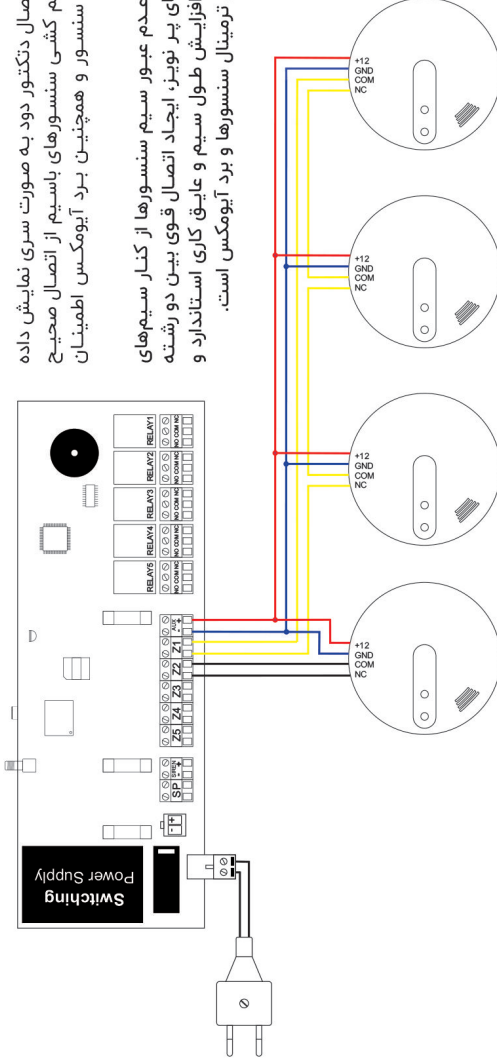 صال دتکتور دود به صورت سری نمایش داده
م کشی سنسورهای باسیم از اتصال صحیح
سنسور و همچنین برد آیومکس اطمینان
عدم عبور سیم سنسورها از کنار سیم‌های
ای پر نویز، ایجاد اتصال قوی بین دو رشته
افزایش طول سیم و عایق کاری استاندارد و
ترمینال سنسورها و برد آیومکس است.
Switching
Power Supply
RELAY5 RELAY4 RELAY3 RELAY2 RELAY1
NO COM NC NO COM NC NO COM NC NO COM NC NO COM NC
- +
SP SIREN - +
Z5 Z4 Z3 Z2 Z1 AUX - +
+12
GND
COM
NC
+12
GND
COM
NC
+12
GND
COM
NC
+12
GND
COM
NC